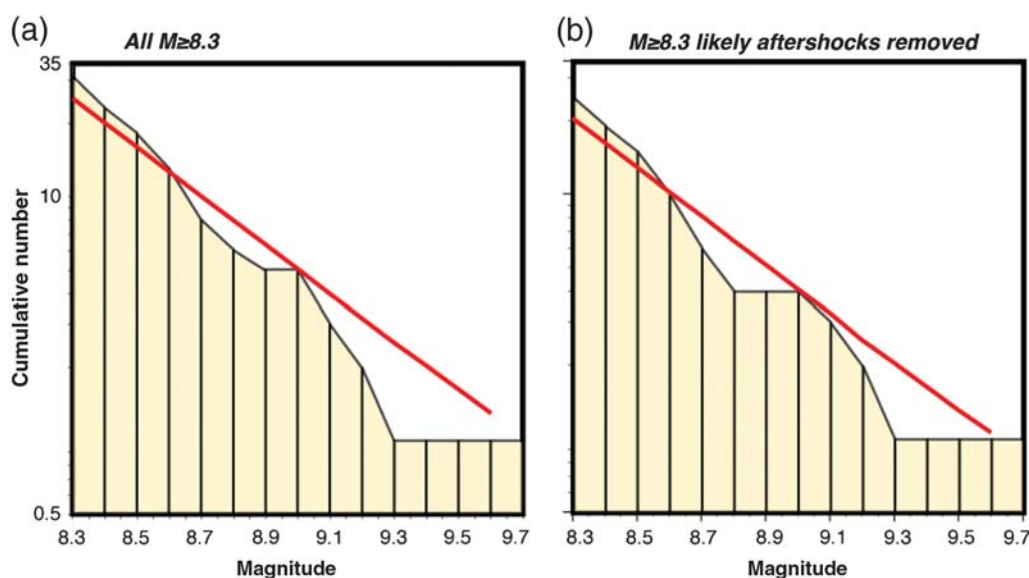 (a)
All M≥8.3
35
10
0.5
Cumulative number
8.3 8.5 8.7 8.9 9.1 9.3 9.5 9.7
Magnitude
(b)
M≥8.3 likely aftershocks removed
8.3 8.5 8.7 8.9 9.1 9.3 9.5 9.7
Magnitude